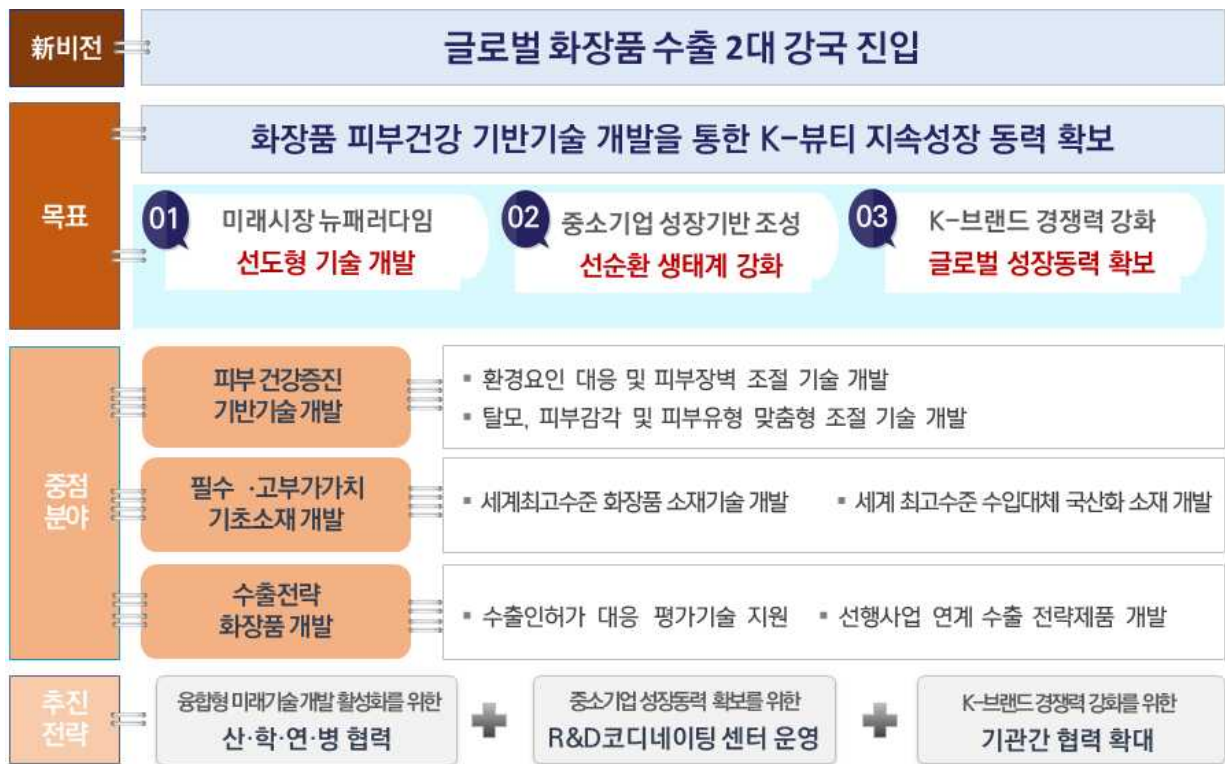 新비전
글로벌 화장품 수출 2대 강국 진입
목표
화장품 피부건강 기반기술 개발을 통한 K-뷰티 지속성장 동력 확보
01
미래시장 뉴패러다임
선도형 기술 개발
02
중소기업 성장기반 조성
선순환 생태계 강화
03
K-브랜드 경쟁력 강화
글로벌 성장동력 확보
중점
분야
피부 건강증진
기반기술 개발
▪ 환경요인 대응 및 피부장벽 조절 기술 개발
▪ 탈모, 피부감각 및 피부유형 맞춤형 조절 기술 개발
필수 ·고부가가치
기초소재 개발
▪ 세계최고수준 화장품 소재기술 개발
▪ 세계 최고수준 수입대체 국산화 소재 개발
수출전략
화장품 개발
▪ 수출인허가 대응 평가기술 지원
▪ 선행사업 연계 수출 전략제품 개발
추진
전략
융합형 미래기술 개발 활성화를 위한
산·학·연·병 협력
중소기업 성장동력 확보를 위한
R&D코디네이팅 센터 운영
K-브랜드 경쟁력 강화를 위한
기관간 협력 확대